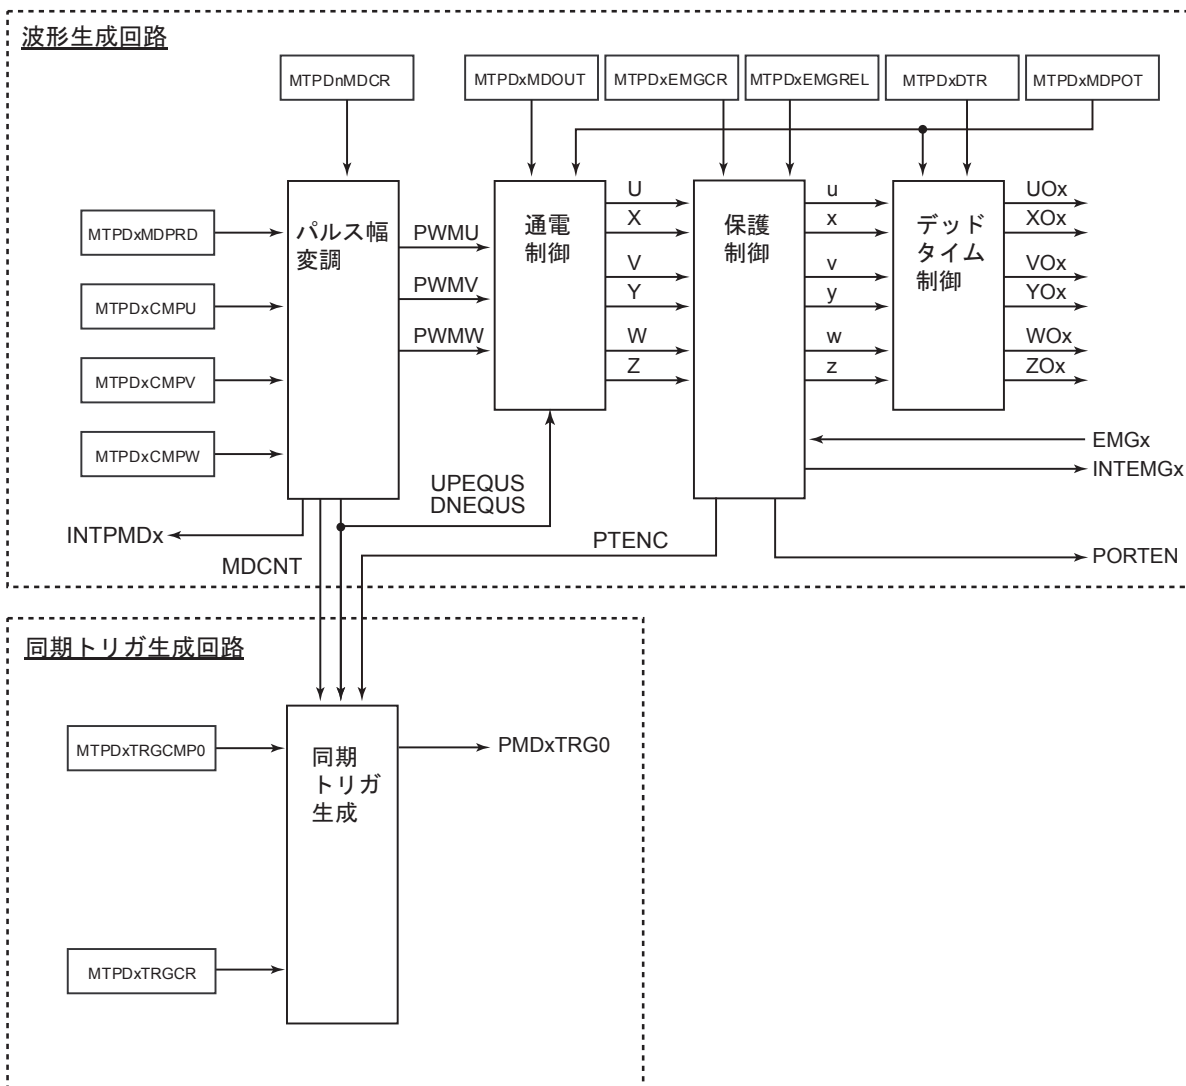 波形生成回路
MTPDnMDCR
MTPDxMDOUT
MTPDxEMGCR
MTPDxEMGREL
MTPDxDTR
MTPDxMDPOT
MTPDxMDPRD
MTPDxCMPU
MTPDxCMPV
MTPDxCMPW
パルス幅
変調
PWMU
PWMV
PWMW
通電
制御
U
X
V
Y
W
Z
保護
制御
u
x
v
y
w
z
デッド
タイム
制御
UOx
XOx
VOx
YOx
WOx
ZOx
EMGx
INTEMGx
UPEQUS
DNEQUS
INTPMDx
MDCNT
PTENC
PORTEN
同期トリガ生成回路
MTPDxTRGCMP0
同期
トリガ
生成
PMDxTRG0
MTPDxTRGCR